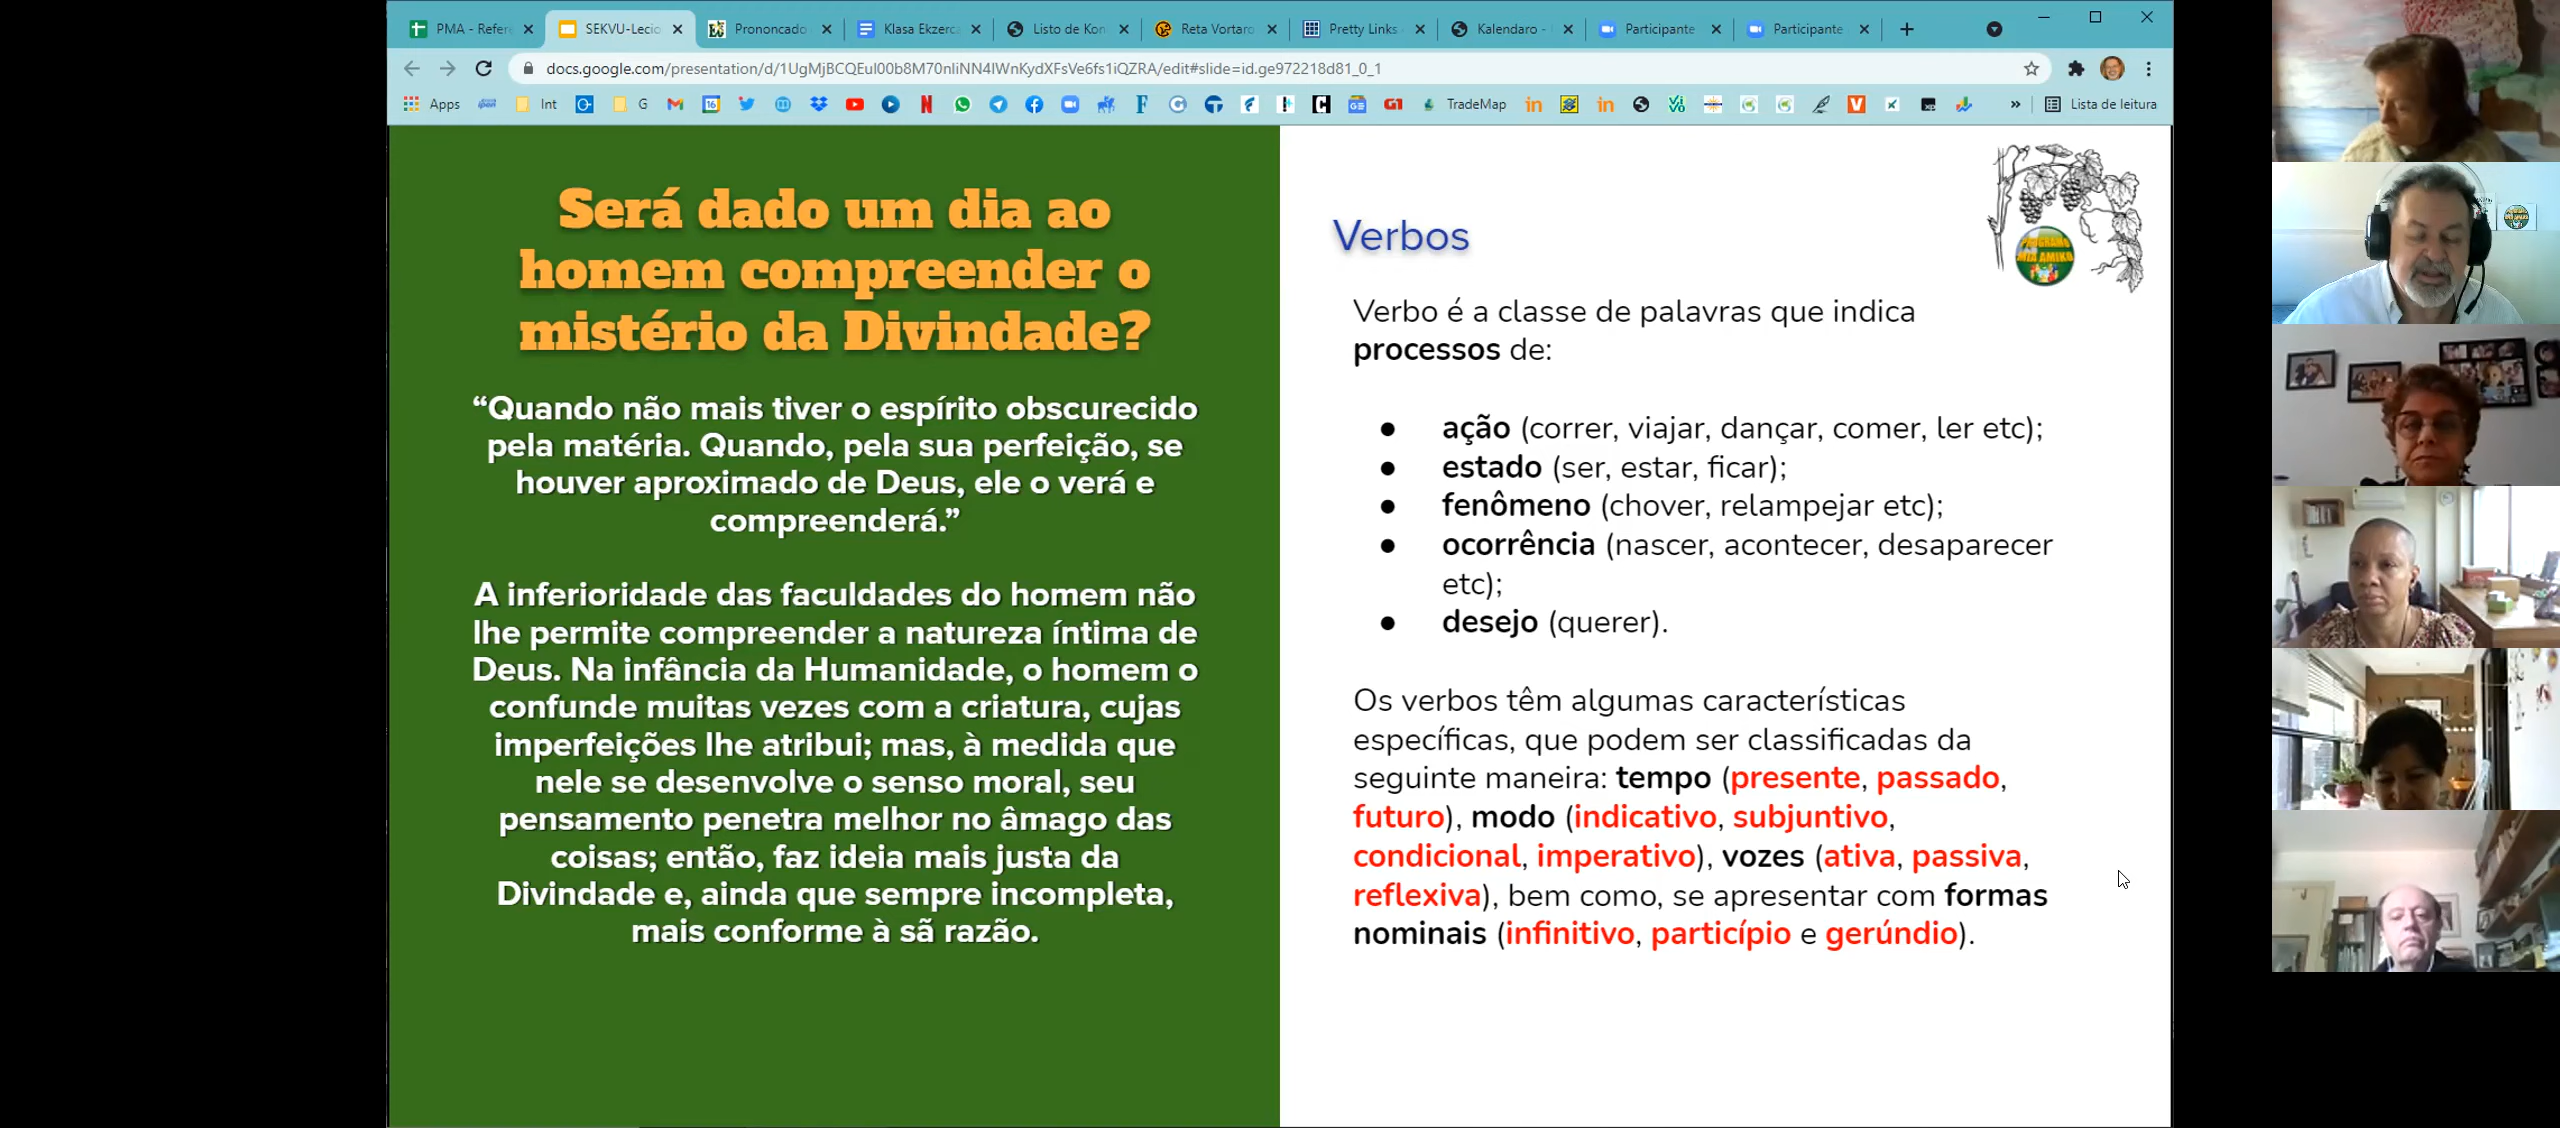 PMA - Refere
SEKVU-Lecio
Prononcado
Klasa Ekzerca
Listo de Kon
Reta Vortaro
Pretty Links
Kalendaro -
Participante
Participante
docs.google.com/presentation/d/1UgMjBCQEul00b8M70nliNN4lWnKydXFsVe6fs1iQZRA/edit#slide=id.ge972218d81_0_1
Apps
Int
G
TradeMap
Lista de leitura
Será dado um dia ao
homem compreender o
mistério da Divindade?
“Quando não mais tiver o espírito obscurecido
pela matéria. Quando, pela sua perfeição, se
houver aproximado de Deus, ele o verá e
compreenderá.”
A inferioridade das faculdades do homem não
lhe permite compreender a natureza íntima de
Deus. Na infância da Humanidade, o homem o
confunde muitas vezes com a criatura, cujas
imperfeições lhe atribui; mas, à medida que
nele se desenvolve o senso moral, seu
pensamento penetra melhor no âmago das
coisas; então, faz ideia mais justa da
Divindade e, ainda que sempre incompleta,
mais conforme à sã razão.
PROGRAMO
MIA AMIKO
Verbos
Verbo é a classe de palavras que indica
processos de:
● ação (correr, viajar, dançar, comer, ler etc);
● estado (ser, estar, ficar);
● fenômeno (chover, relampejar etc);
● ocorrência (nascer, acontecer, desaparecer
etc);
● desejo (querer).
Os verbos têm algumas características
específicas, que podem ser classificadas da
seguinte maneira: tempo (presente, passado,
futuro), modo (indicativo, subjuntivo,
condicional, imperativo), vozes (ativa, passiva,
reflexiva), bem como, se apresentar com formas
nominais (infinitivo, particípio e gerúndio).